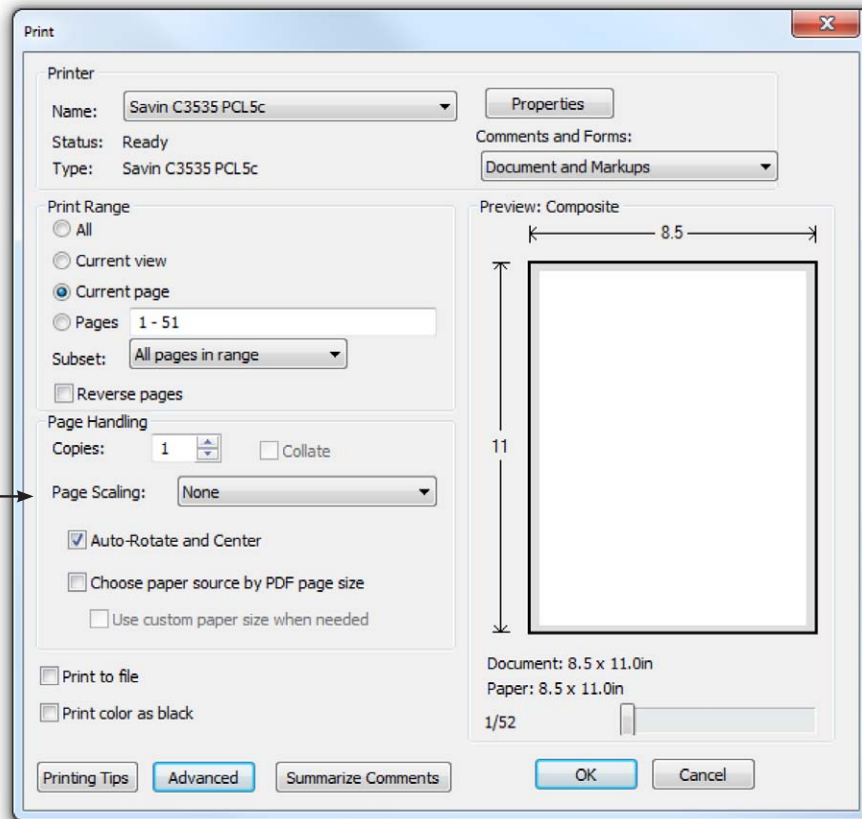 Print
Printer
Name: Savin C3535 PCL5c Properties
Status: Ready Comments and Forms:
Type: Savin C3535 PCL5c Document and Markups
Print Range
All
Current view
Current page
Pages 1 - 51
Subset: All pages in range
Reverse pages
Page Handling
Copies: 1 Collate
Page Scaling: None
Auto-Rotate and Center
Choose paper source by PDF page size
Use custom paper size when needed
Print to file
Print color as black
Preview: Composite
8.5
11
Document: 8.5 x 11.0in
Paper: 8.5 x 11.0in
1/52
Printing Tips Advanced Summarize Comments OK Cancel